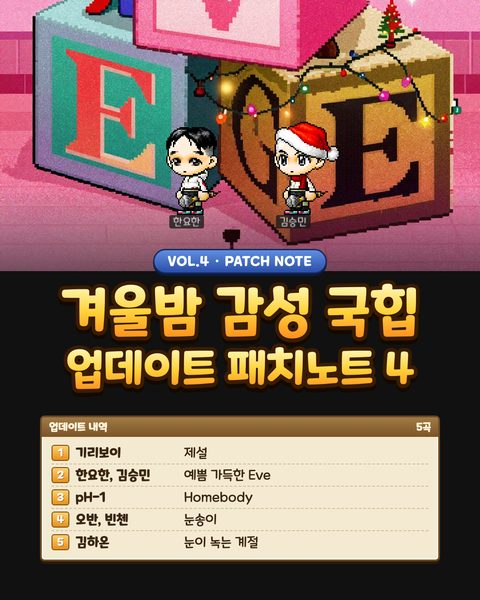 E
E
한요한
김승민
VOL.4 · PATCH NOTE
겨울밤 감성 국힙
업데이트 패치노트 4
업데이트 내역 5곡
1 기리보이 제설
2 한요한, 김승민 예쁨 가득한 Eve
3 pH-1 Homebody
4 오반, 빈첸 눈송이
5 김하온 눈이 녹는 계절